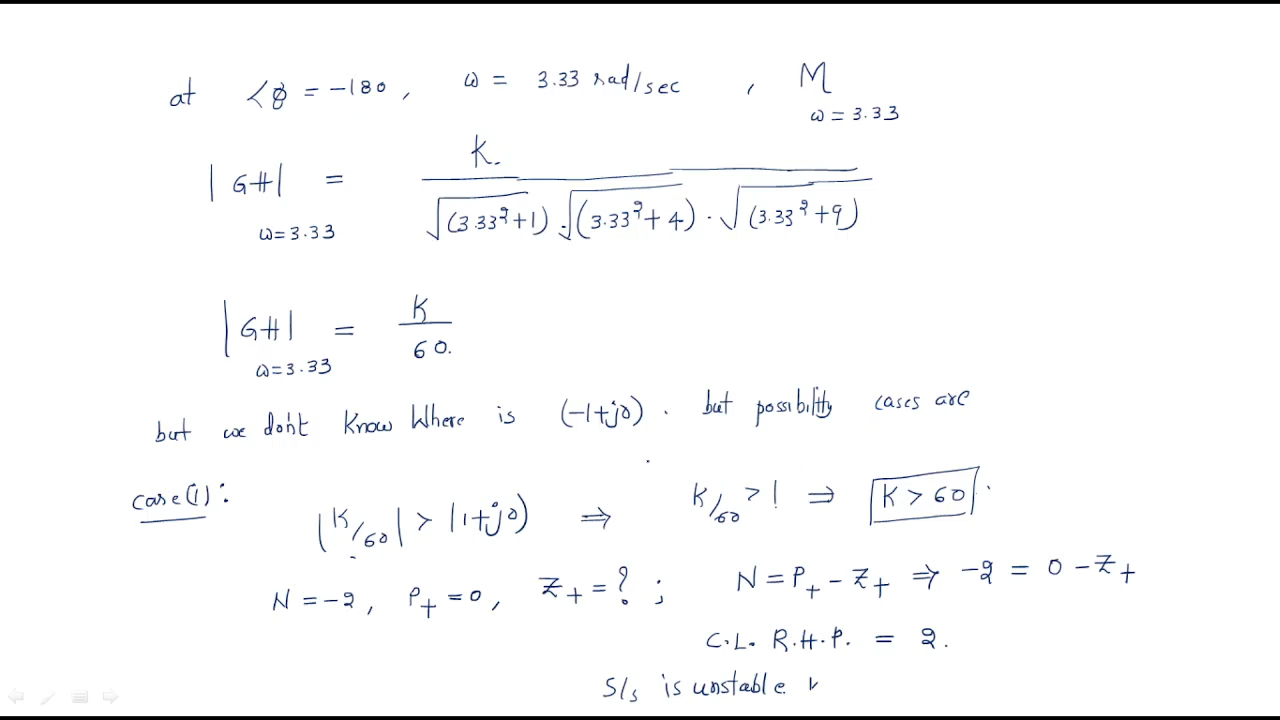 at ∠ϕ = -180, ω = 3.33 rad/sec , M ω = 3.33
|GH| ω=3.33 = K. / √(3.33²+1) . √(3.33²+4) . √(3.33²+9)
|GH| ω=3.33 = K / 60.
but we don't know where is (-1+j0) . but possibility cases are
case(1): |K/60| > |1+j0) ⇒ K/60 > 1 ⇒ K > 60 .
N = -2, P+ = 0, Z+ = ? ; N = P+ - Z+ ⇒ -2 = 0 - Z+
C.L. R.H.P. = 2.
S/s is unstable